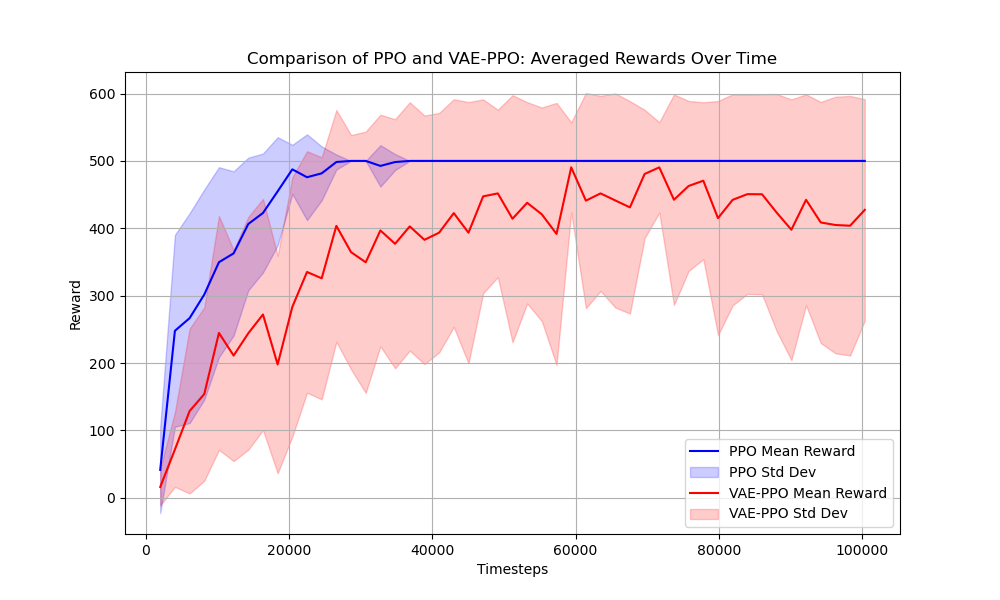 Comparison of PPO and VAE-PPO: Averaged Rewards Over Time
600
500
400
300
200
100
0
Reward
0
20000
40000
60000
80000
100000
Timesteps
PPO Mean Reward
PPO Std Dev
VAE-PPO Mean Reward
VAE-PPO Std Dev